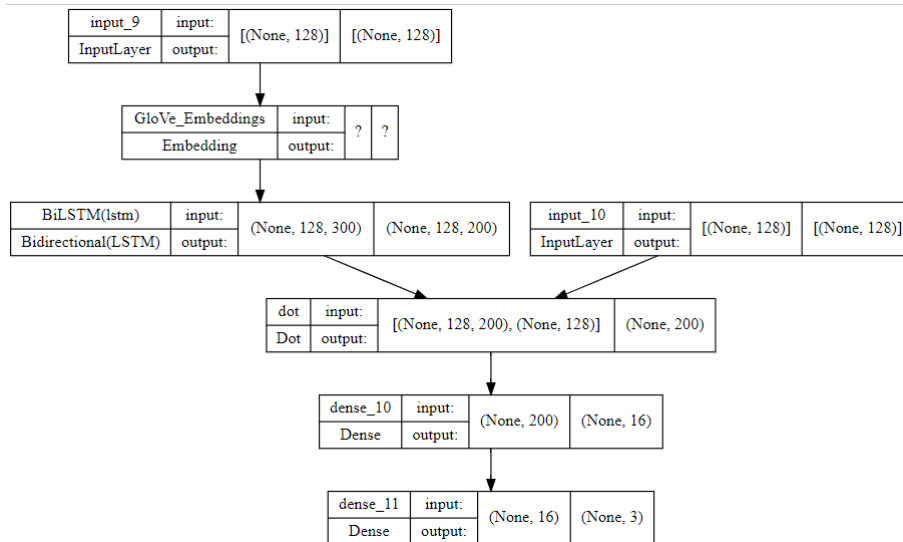 input_9 input: [(None, 128)] [(None, 128)]
InputLayer output:
GloVe_Embeddings input: ? ?
Embedding output:
BiLSTM(lstm) input: (None, 128, 300) (None, 128, 200)
Bidirectional(LSTM) output:
input_10 input: [(None, 128)] [(None, 128)]
InputLayer output:
dot input: [(None, 128, 200), (None, 128)] (None, 200)
Dot output:
dense_10 input: (None, 200) (None, 16)
Dense output:
dense_11 input: (None, 16) (None, 3)
Dense output: